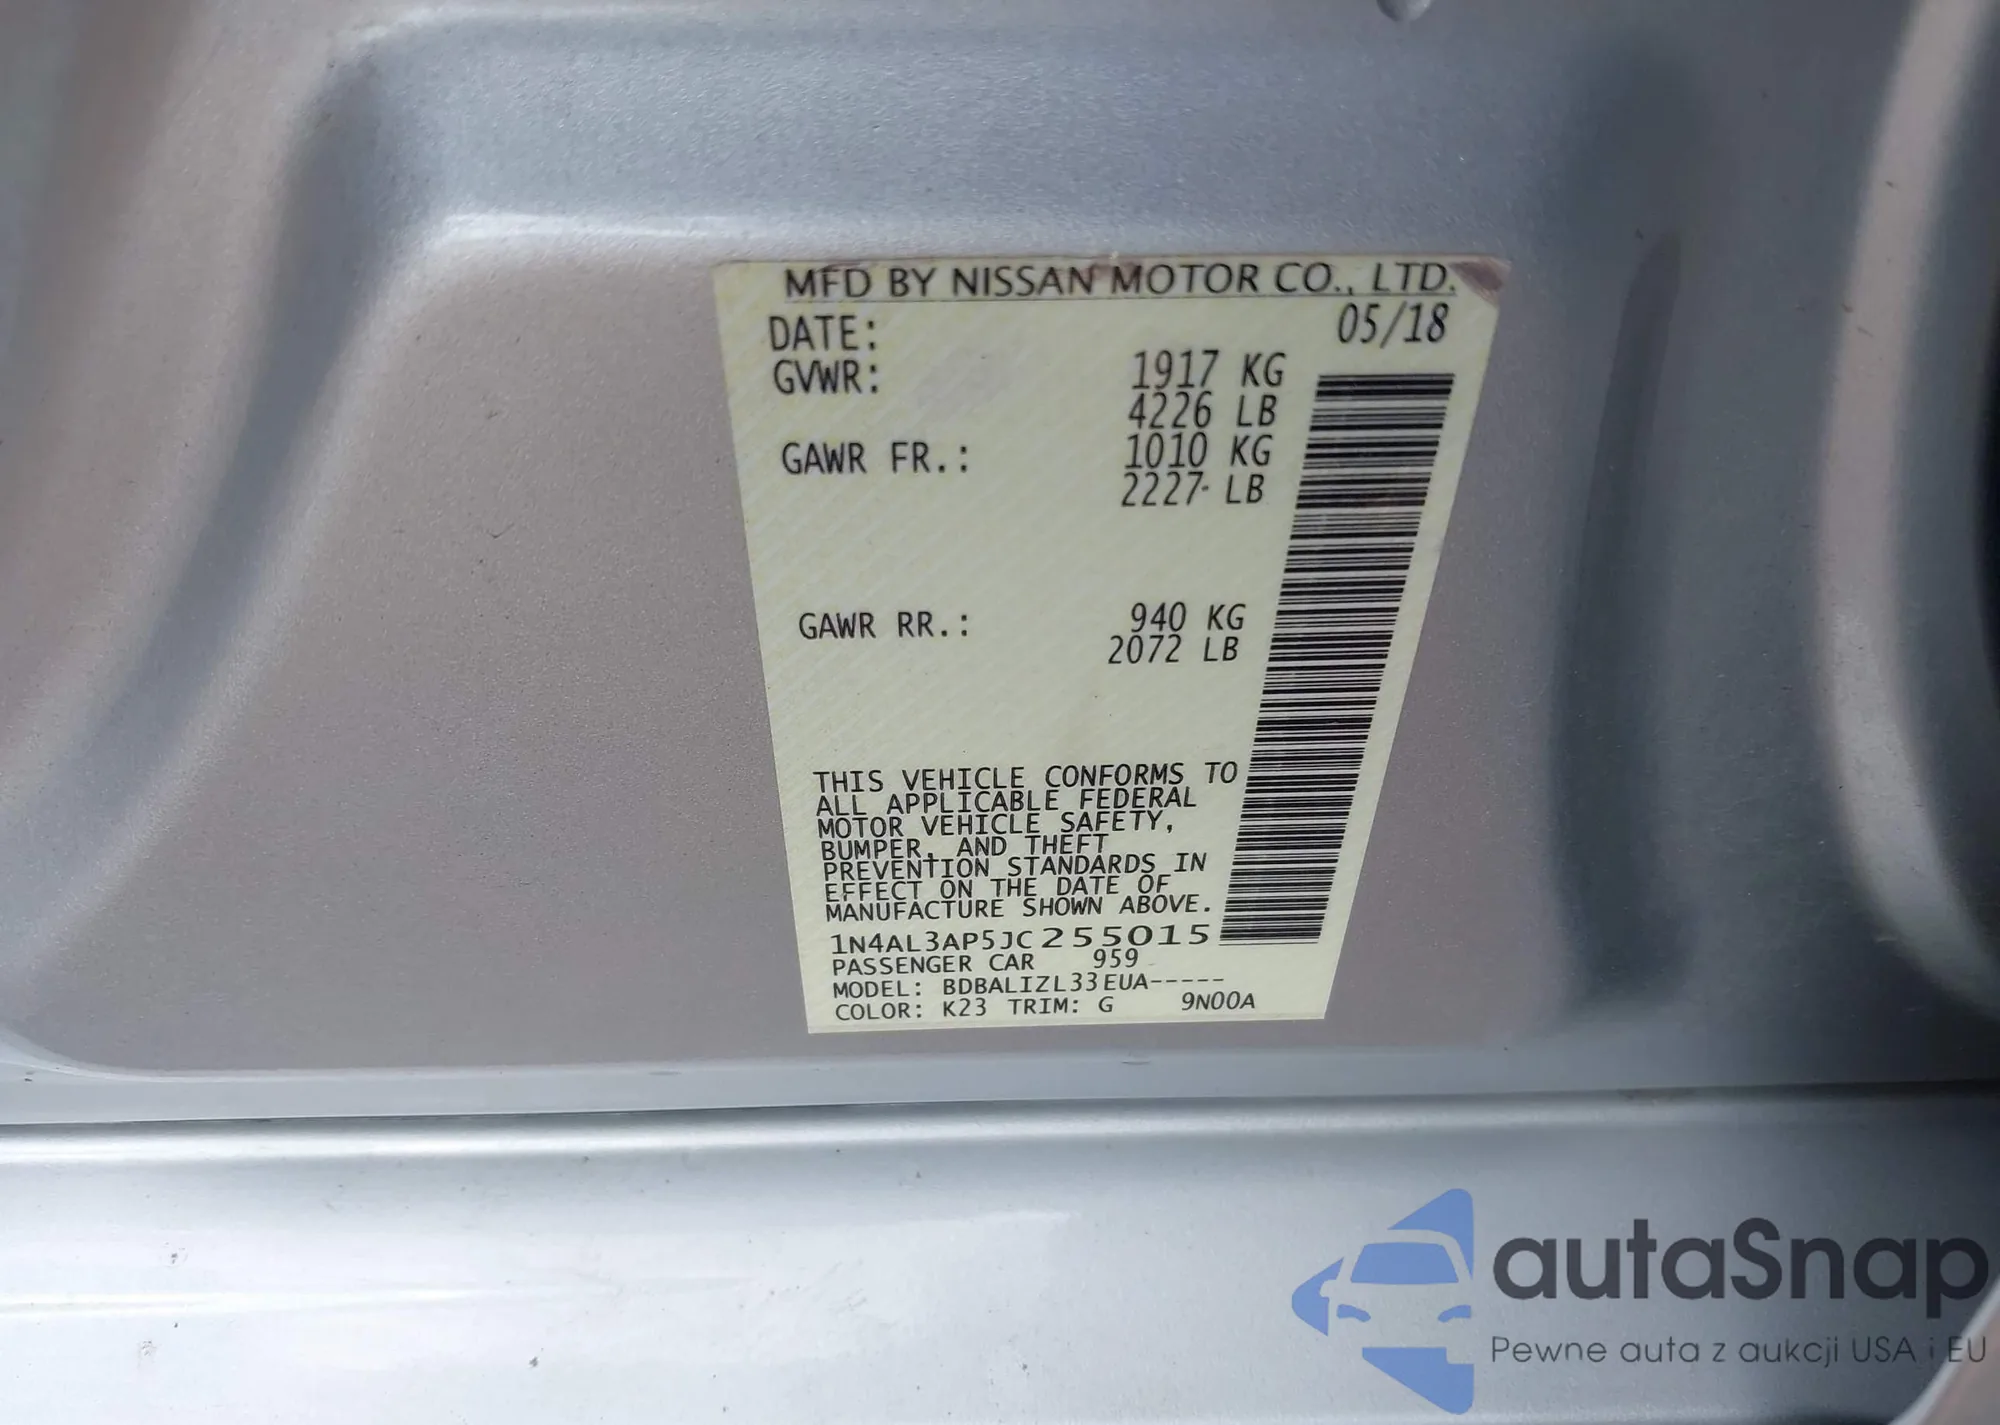 MFD BY NISSAN MOTOR CO., LTD.
DATE: 05/18
GVWR: 1917 KG
4226 LB
GAWR FR.: 1010 KG
2227 LB
GAWR RR.: 940 KG
2072 LB
THIS VEHICLE CONFORMS TO
ALL APPLICABLE FEDERAL
MOTOR VEHICLE SAFETY,
BUMPER, AND THEFT
PREVENTION STANDARDS IN
EFFECT ON THE DATE OF
MANUFACTURE SHOWN ABOVE.
1N4AL3AP5JC255015
PASSENGER CAR 959
MODEL: BDBALIZL33EUA-----
COLOR: K23 TRIM: G 9N00A
autaSnap
Pewne auta z aukcji USA i EU